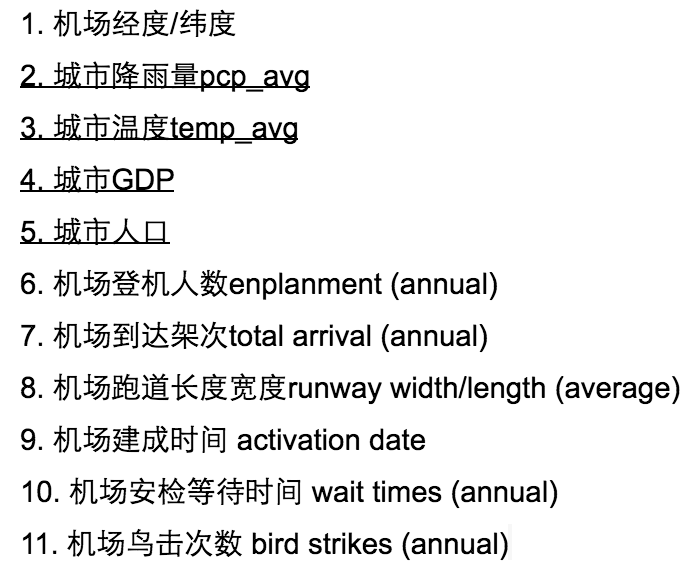 1. 机场经度/纬度
2. 城市降雨量pcp_avg
3. 城市温度temp_avg
4. 城市GDP
5. 城市人口
6. 机场登机人数enplanment (annual)
7. 机场到达架次total arrival (annual)
8. 机场跑道长度宽度runway width/length (average)
9. 机场建成时间 activation date
10. 机场安检等待时间 wait times (annual)
11. 机场鸟击次数 bird strikes (annual)